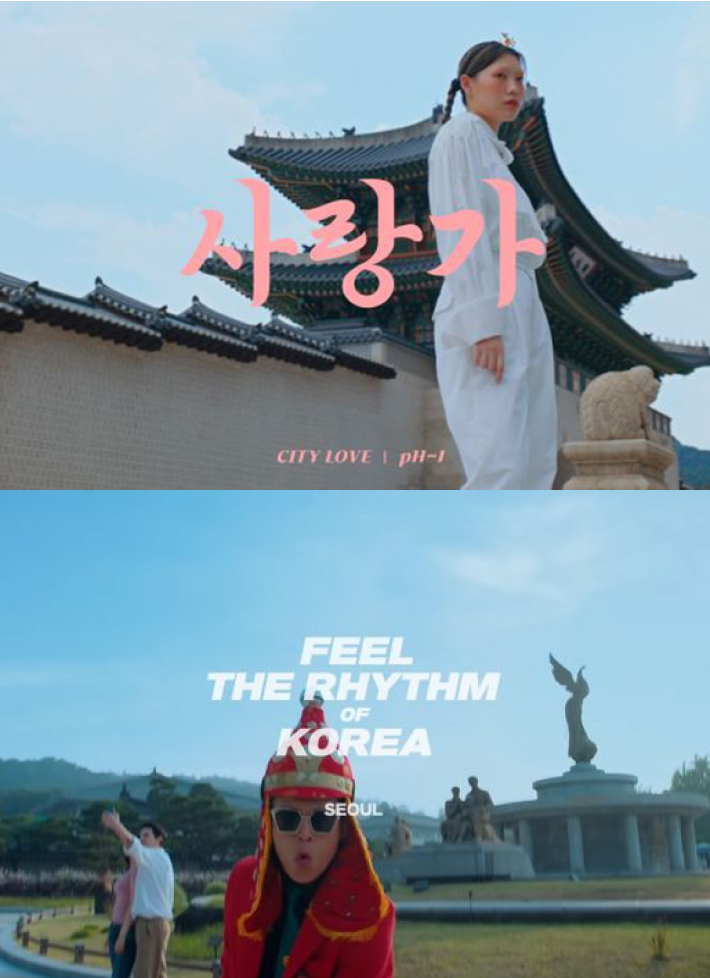 사랑가
CITY LOVE | pH-1
FEEL
THE RHYTHM
OF
KOREA
SEOUL